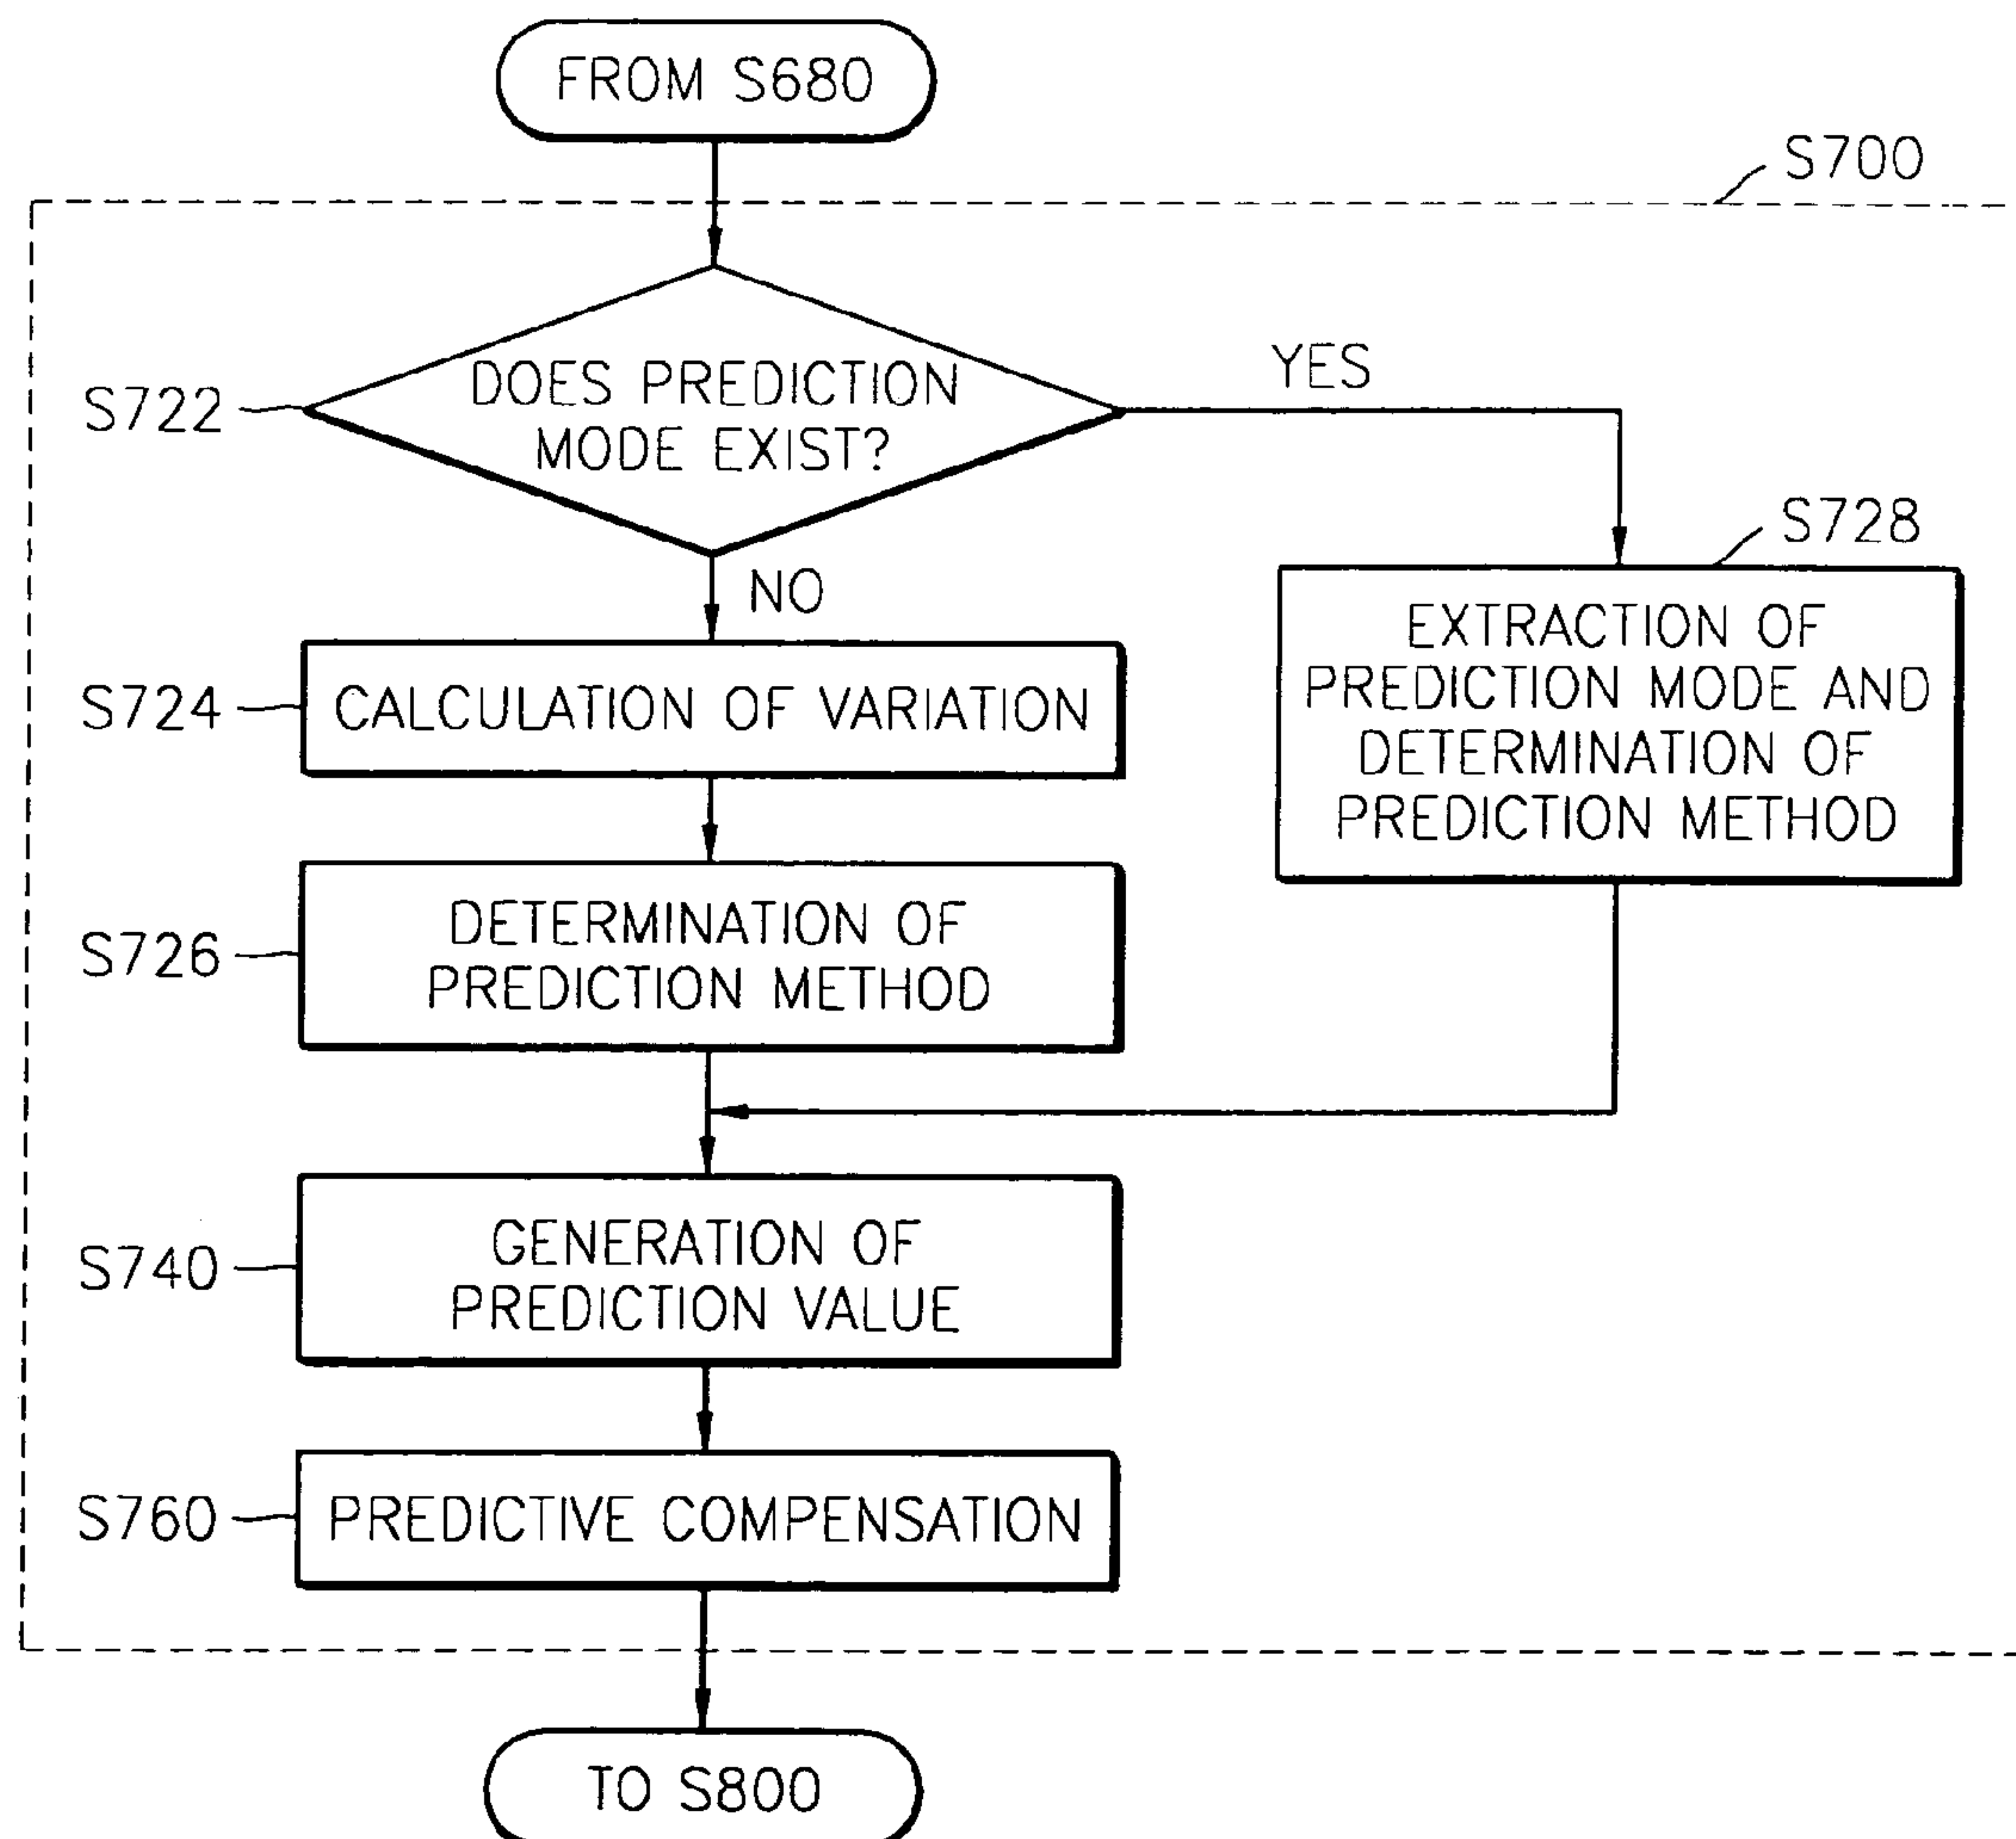 FROM S680
S700
S722
DOES PREDICTION
MODE EXIST?
YES
NO
S728
EXTRACTION OF
PREDICTION MODE AND
DETERMINATION OF
PREDICTION METHOD
S724
CALCULATION OF VARIATION
S726
DETERMINATION OF
PREDICTION METHOD
S740
GENERATION OF
PREDICTION VALUE
S760
PREDICTIVE COMPENSATION
TO S800